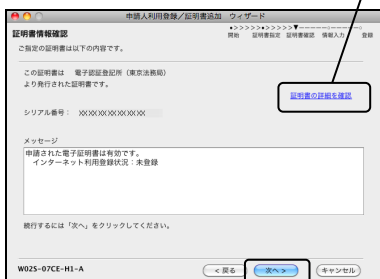 申請人利用登録／証明書追加 ウィザード
証明書情報確認
•>>>>>•>>>>>▼
開始 証明書指定 証明書確認 情報入力 登録
ご指定の証明書は以下の内容です。
この証明書は 電子認証登記所（東京法務局）
より発行された証明書です。
証明書の詳細を確認
シリアル番号： XXXXXXXXXXXXXX
メッセージ
申請された電子証明書は有効です。
インターネット利用登録状況：未登録
続行するには「次へ」をクリックしてください。
W02S-07CE-H1-A
< 戻る
次へ >
キャンセル